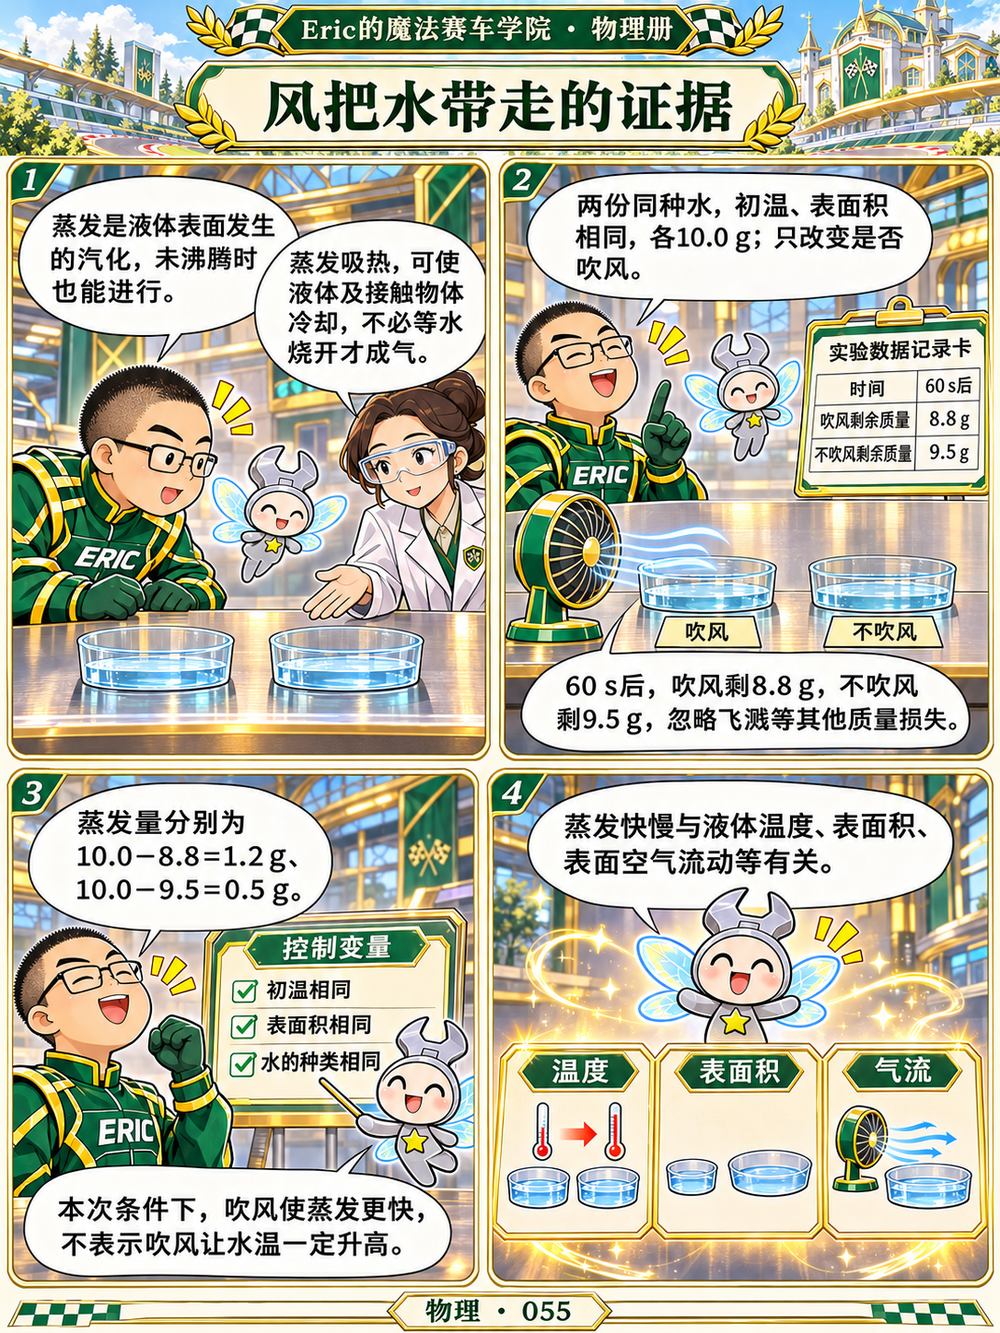 Eric的魔法赛车学院 · 物理册
风把水带走的证据
1
蒸发是液体表面发生
的汽化，未沸腾时
也能进行。
蒸发吸热，可使
液体及接触物体
冷却，不必等水
烧开才成气。
ERIC
2
两份同种水，初温、表面积
相同，各10.0 g；只改变是否
吹风。
实验数据记录卡
时间 60 s后
吹风剩余质量 8.8 g
不吹风剩余质量 9.5 g
ERIC
吹风
不吹风
60 s后，吹风剩8.8 g，不吹风
剩9.5 g，忽略飞溅等其他质量损失。
3
蒸发量分别为
10.0－8.8＝1.2 g、
10.0－9.5＝0.5 g。
控制变量
初温相同
表面积相同
水的种类相同
ERIC
本次条件下，吹风使蒸发更快，
不表示吹风让水温一定升高。
4
蒸发快慢与液体温度、表面积、
表面空气流动等有关。
温度
表面积
气流
物理 · 055